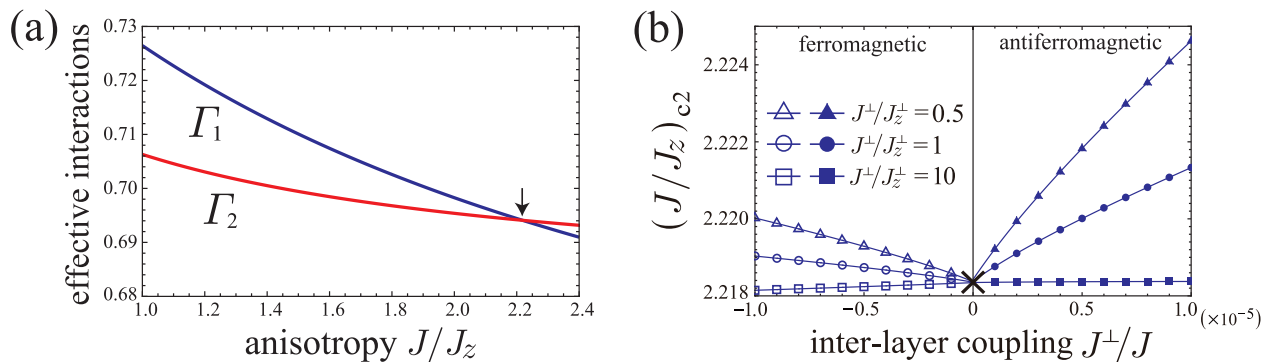 (a)
effective interactions
0.73
0.72
0.71
0.70
0.69
0.68
Γ1
Γ2
1.0 1.2 1.4 1.6 1.8 2.0 2.2 2.4
anisotropy J/Jz
(b)
(J/Jz)c2
ferromagnetic
antiferromagnetic
2.224
2.222
2.220
2.218
J⊥/Jz⊥ = 0.5
J⊥/Jz⊥ = 1
J⊥/Jz⊥ = 10
-1.0 -0.5 0 0.5 1.0 (×10-5)
inter-layer coupling J⊥/J